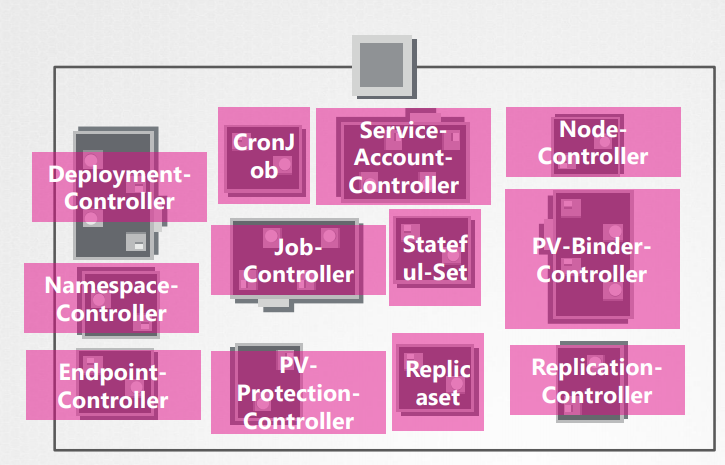 CronJ
ob
Service-
Account-
Controller
Node-
Controller
Deployment-
Controller
Job-
Controller
Statef
ul-Set
PV-Binder-
Controller
Namespace-
Controller
Endpoint-
Controller
PV-
Protection-
Controller
Replic
aset
Replication-
Controller